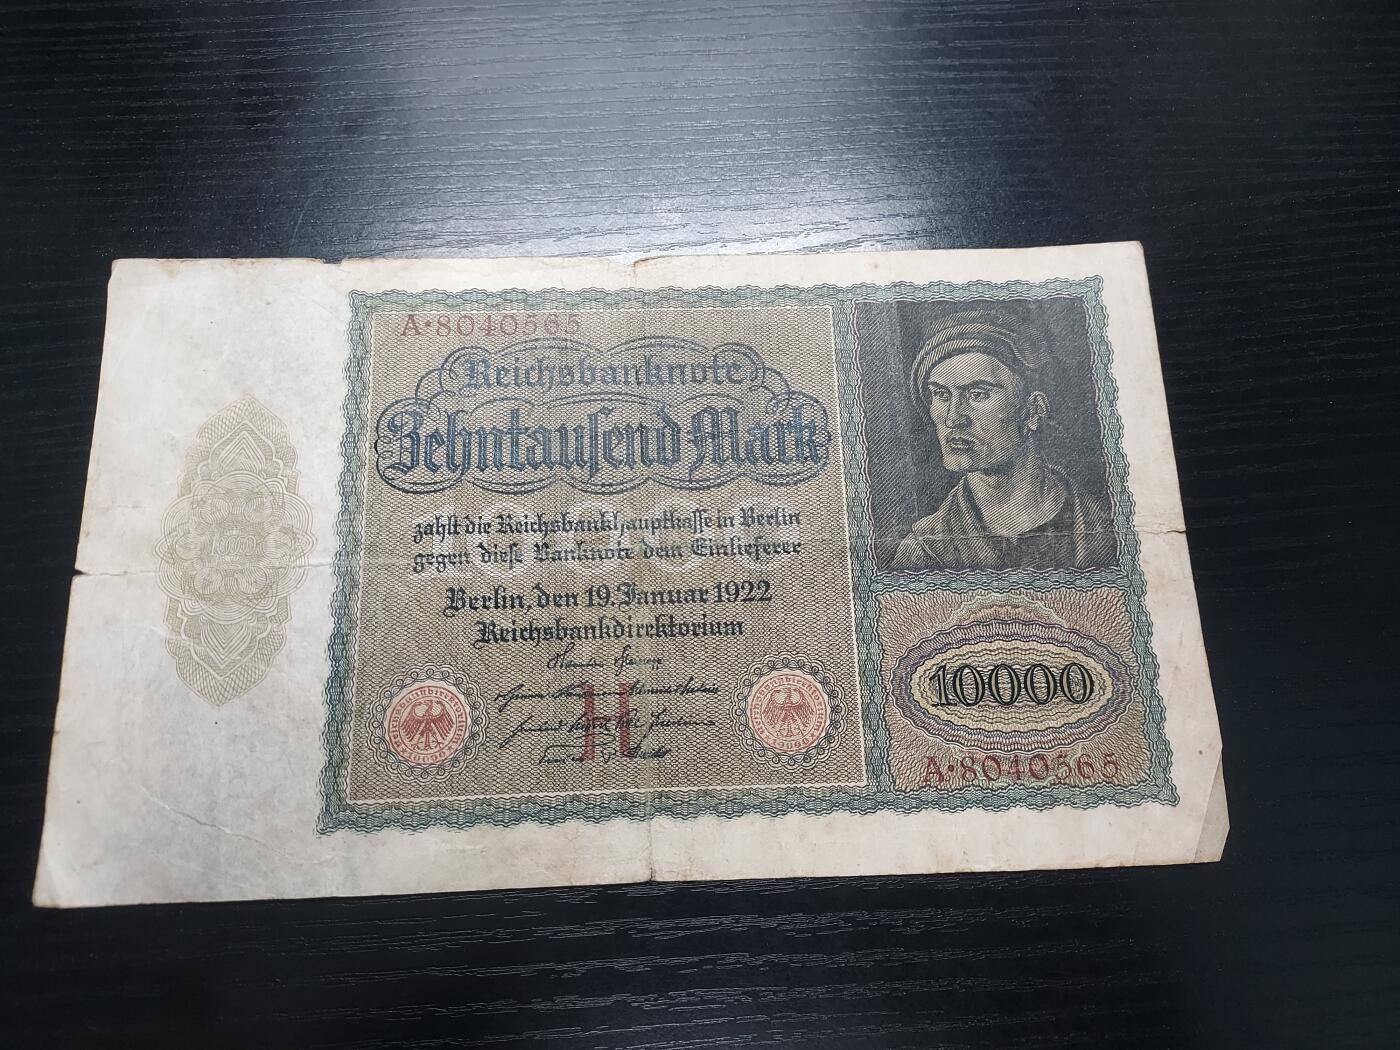 A·8040565
Reichsbanknote
Zehntausend Mark
zahlt die Reichsbankhauptkasse in Berlin
gegen diese Banknote dem Einlieferer
Berlin, den 19. Januar 1922
Reichsbankdirektorium
H
10000
A·8040565